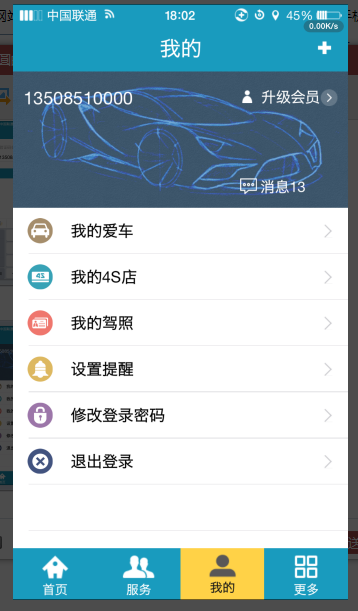 中国联通 18:02 45%
0.00K/s
我的
13508510000 升级会员
消息13
我的爱车
4S 我的4S店
我的驾照
设置提醒
修改登录密码
退出登录
首页 服务 我的 更多